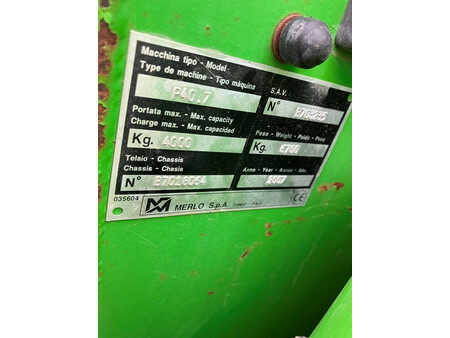 Macchina tipo - Model -
Type de machine - Tipo máquina
P40.7
S.A.V.
N°
Portata max. - Max. capacity
Charge max. - Max. capacidad
Kg. 4000
Peso - Weight - Poids - Peso
Kg. 6700
Telaio - Chassis
Chassis - Chasis
N°
Anno - Year - Année - Año
2007
035604 MERLO S.p.A. CE